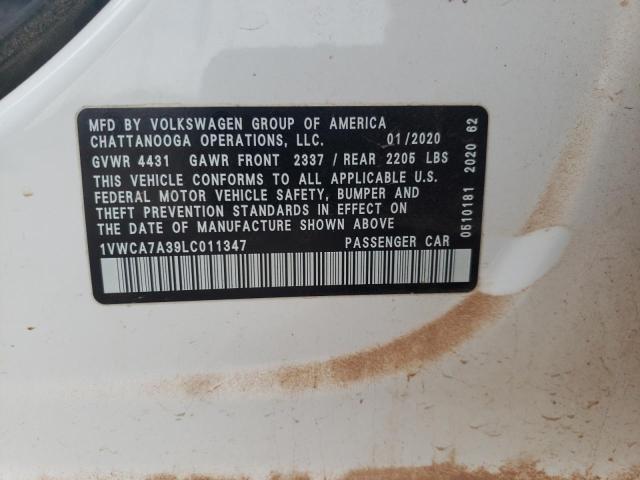 MFD BY VOLKSWAGEN GROUP OF AMERICA
CHATTANOOGA OPERATIONS, LLC. 01/2020
GVWR 4431 GAWR FRONT 2337 / REAR 2205 LBS
THIS VEHICLE CONFORMS TO ALL APPLICABLE U.S.
FEDERAL MOTOR VEHICLE SAFETY, BUMPER AND
THEFT PREVENTION STANDARDS IN EFFECT ON
THE DATE OF MANUFACTURE SHOWN ABOVE
1VWCA7A39LC011347 PASSENGER CAR
0510181 2020 62